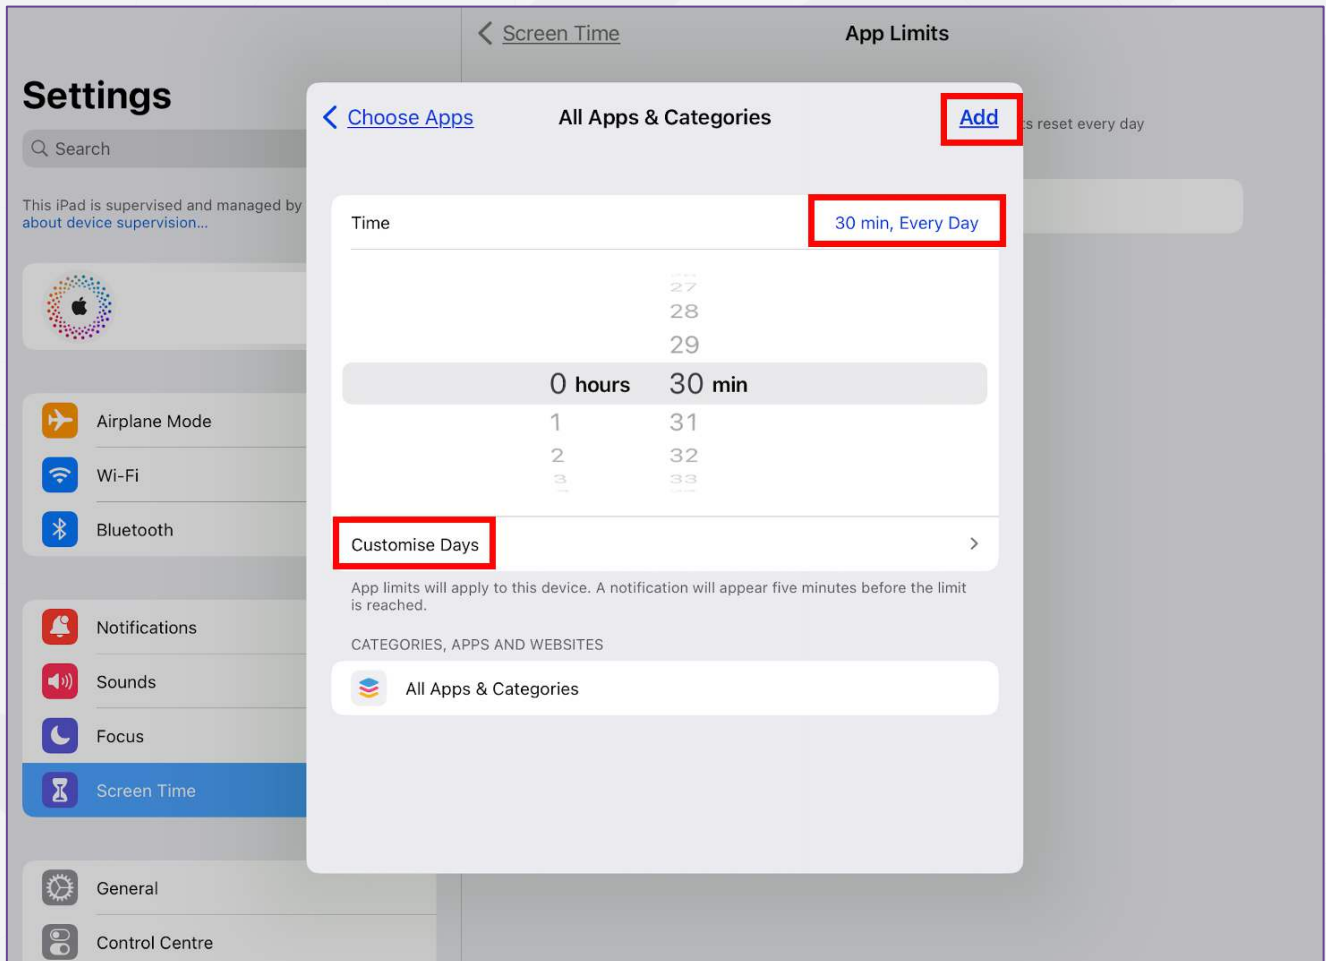 Screen Time
App Limits
Settings
Search
This iPad is supervised and managed by
about device supervision...
Airplane Mode
Wi-Fi
Bluetooth
Notifications
Sounds
Focus
Screen Time
General
Control Centre
Choose Apps
All Apps & Categories
Add
ts reset every day
Time
30 min, Every Day
27
28
29
0 hours 30 min
1 31
2 32
3 33
Customise Days
App limits will apply to this device. A notification will appear five minutes before the limit
is reached.
CATEGORIES, APPS AND WEBSITES
All Apps & Categories